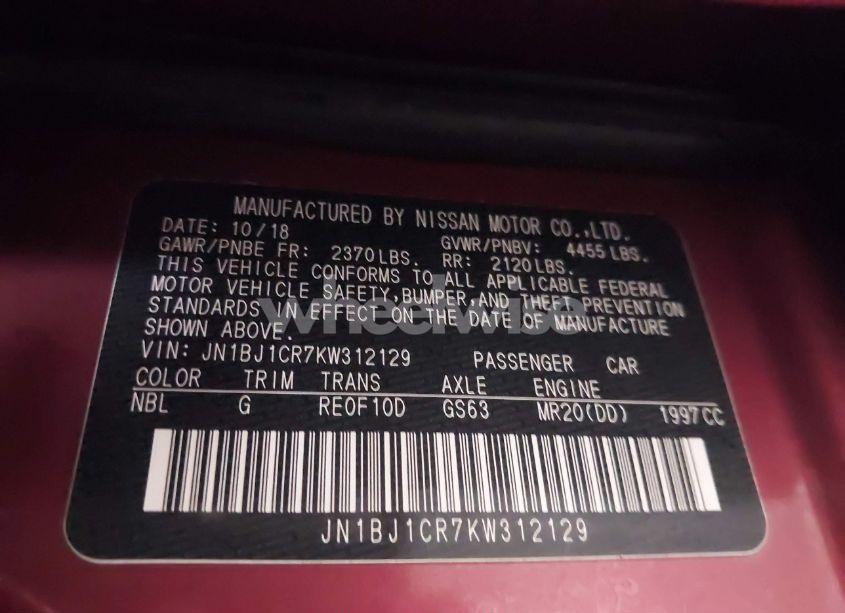 MANUFACTURED BY NISSAN MOTOR CO.,LTD.
DATE: 10/18 GVWR/PNBV: 4455 LBS.
GAWR/PNBE FR: 2370LBS. RR: 2120LBS.
THIS VEHICLE CONFORMS TO ALL APPLICABLE FEDERAL
MOTOR VEHICLE SAFETY,BUMPER,AND THEFT PREVENTION
STANDARDS IN EFFECT ON THE DATE OF MANUFACTURE
SHOWN ABOVE.
wheelwise
VIN: JN1BJ1CR7KW312129 PASSENGER CAR
COLOR TRIM TRANS AXLE ENGINE
NBL G RE0F10D GS63 MR20(DD) 1997CC
JN1BJ1CR7KW312129